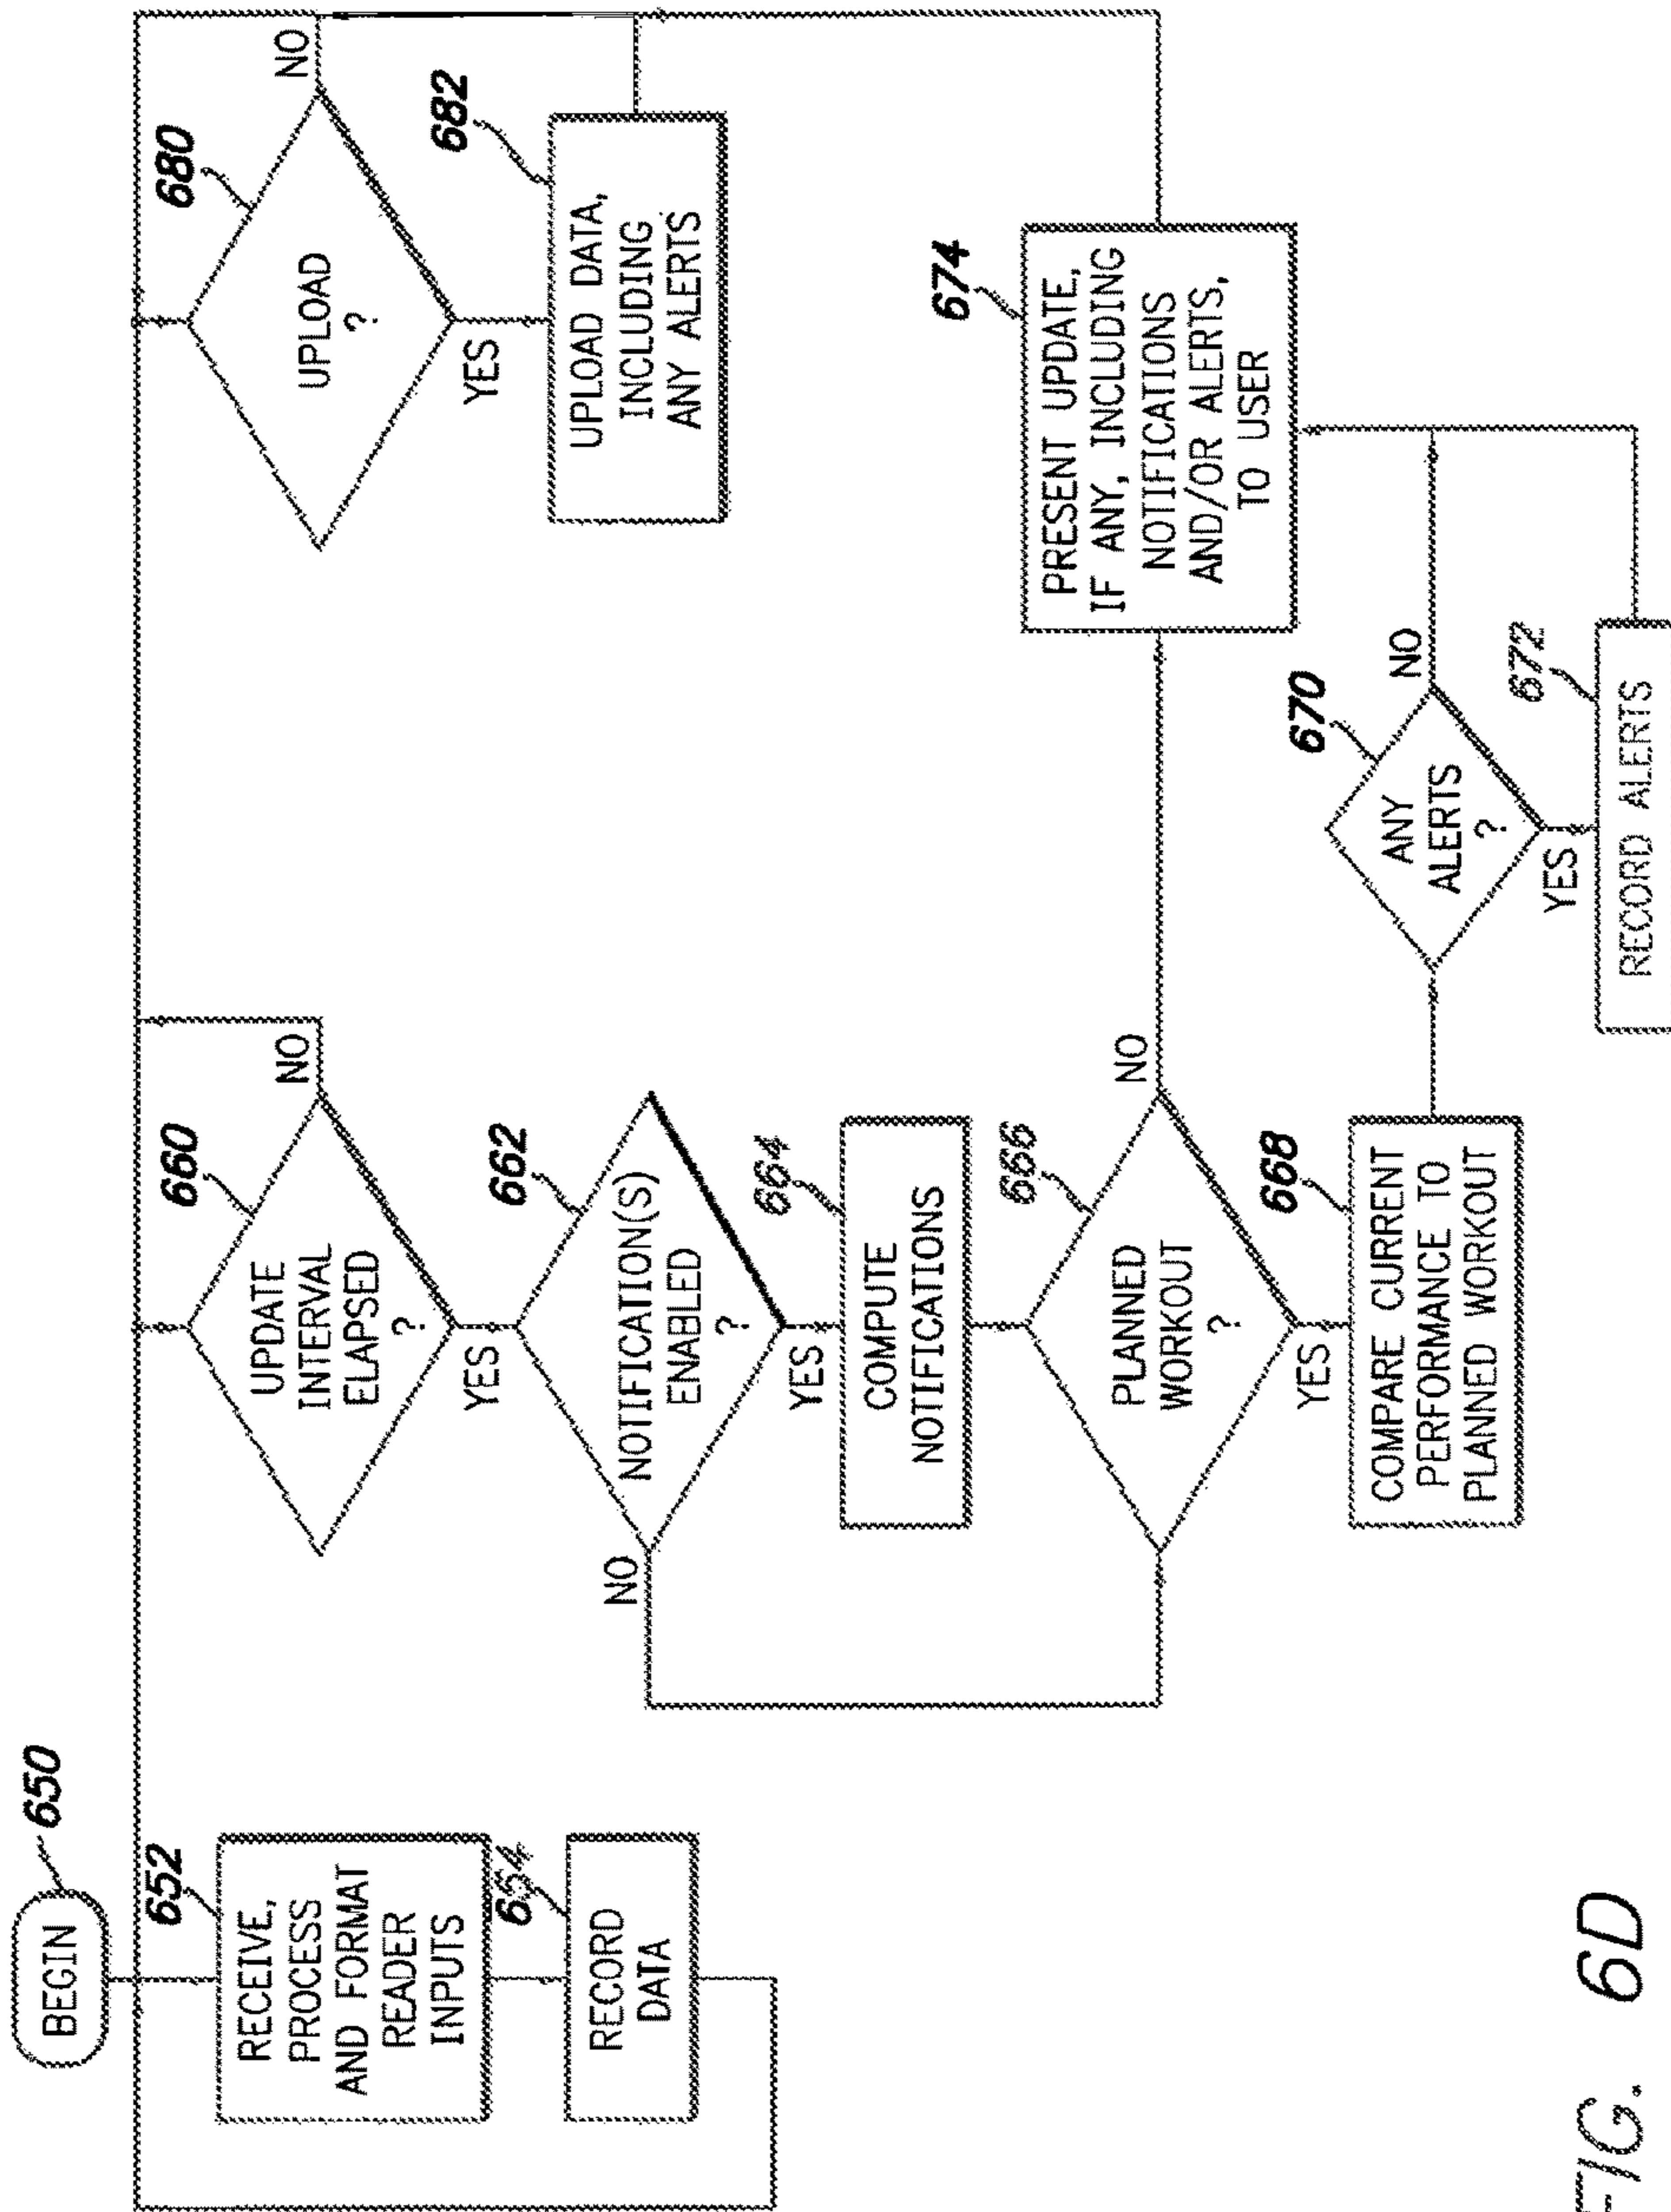 BEGIN
650
652
RECEIVE,
PROCESS
AND FORMAT
READER
INPUTS
654
RECORD
DATA
660
UPDATE
INTERVAL
ELAPSED
?
NO
YES
662
NOTIFICATION(S)
ENABLED
?
NO
YES
664
COMPUTE
NOTIFICATIONS
666
PLANNED
WORKOUT
?
NO
YES
668
COMPARE CURRENT
PERFORMANCE TO
PLANNED WORKOUT
670
ANY
ALERTS
?
NO
YES
672
RECORD ALERTS
674
PRESENT UPDATE,
IF ANY, INCLUDING
NOTIFICATIONS
AND/OR ALERTS,
TO USER
680
UPLOAD
?
NO
YES
682
UPLOAD DATA,
INCLUDING
ANY ALERTS
FIG. 6D